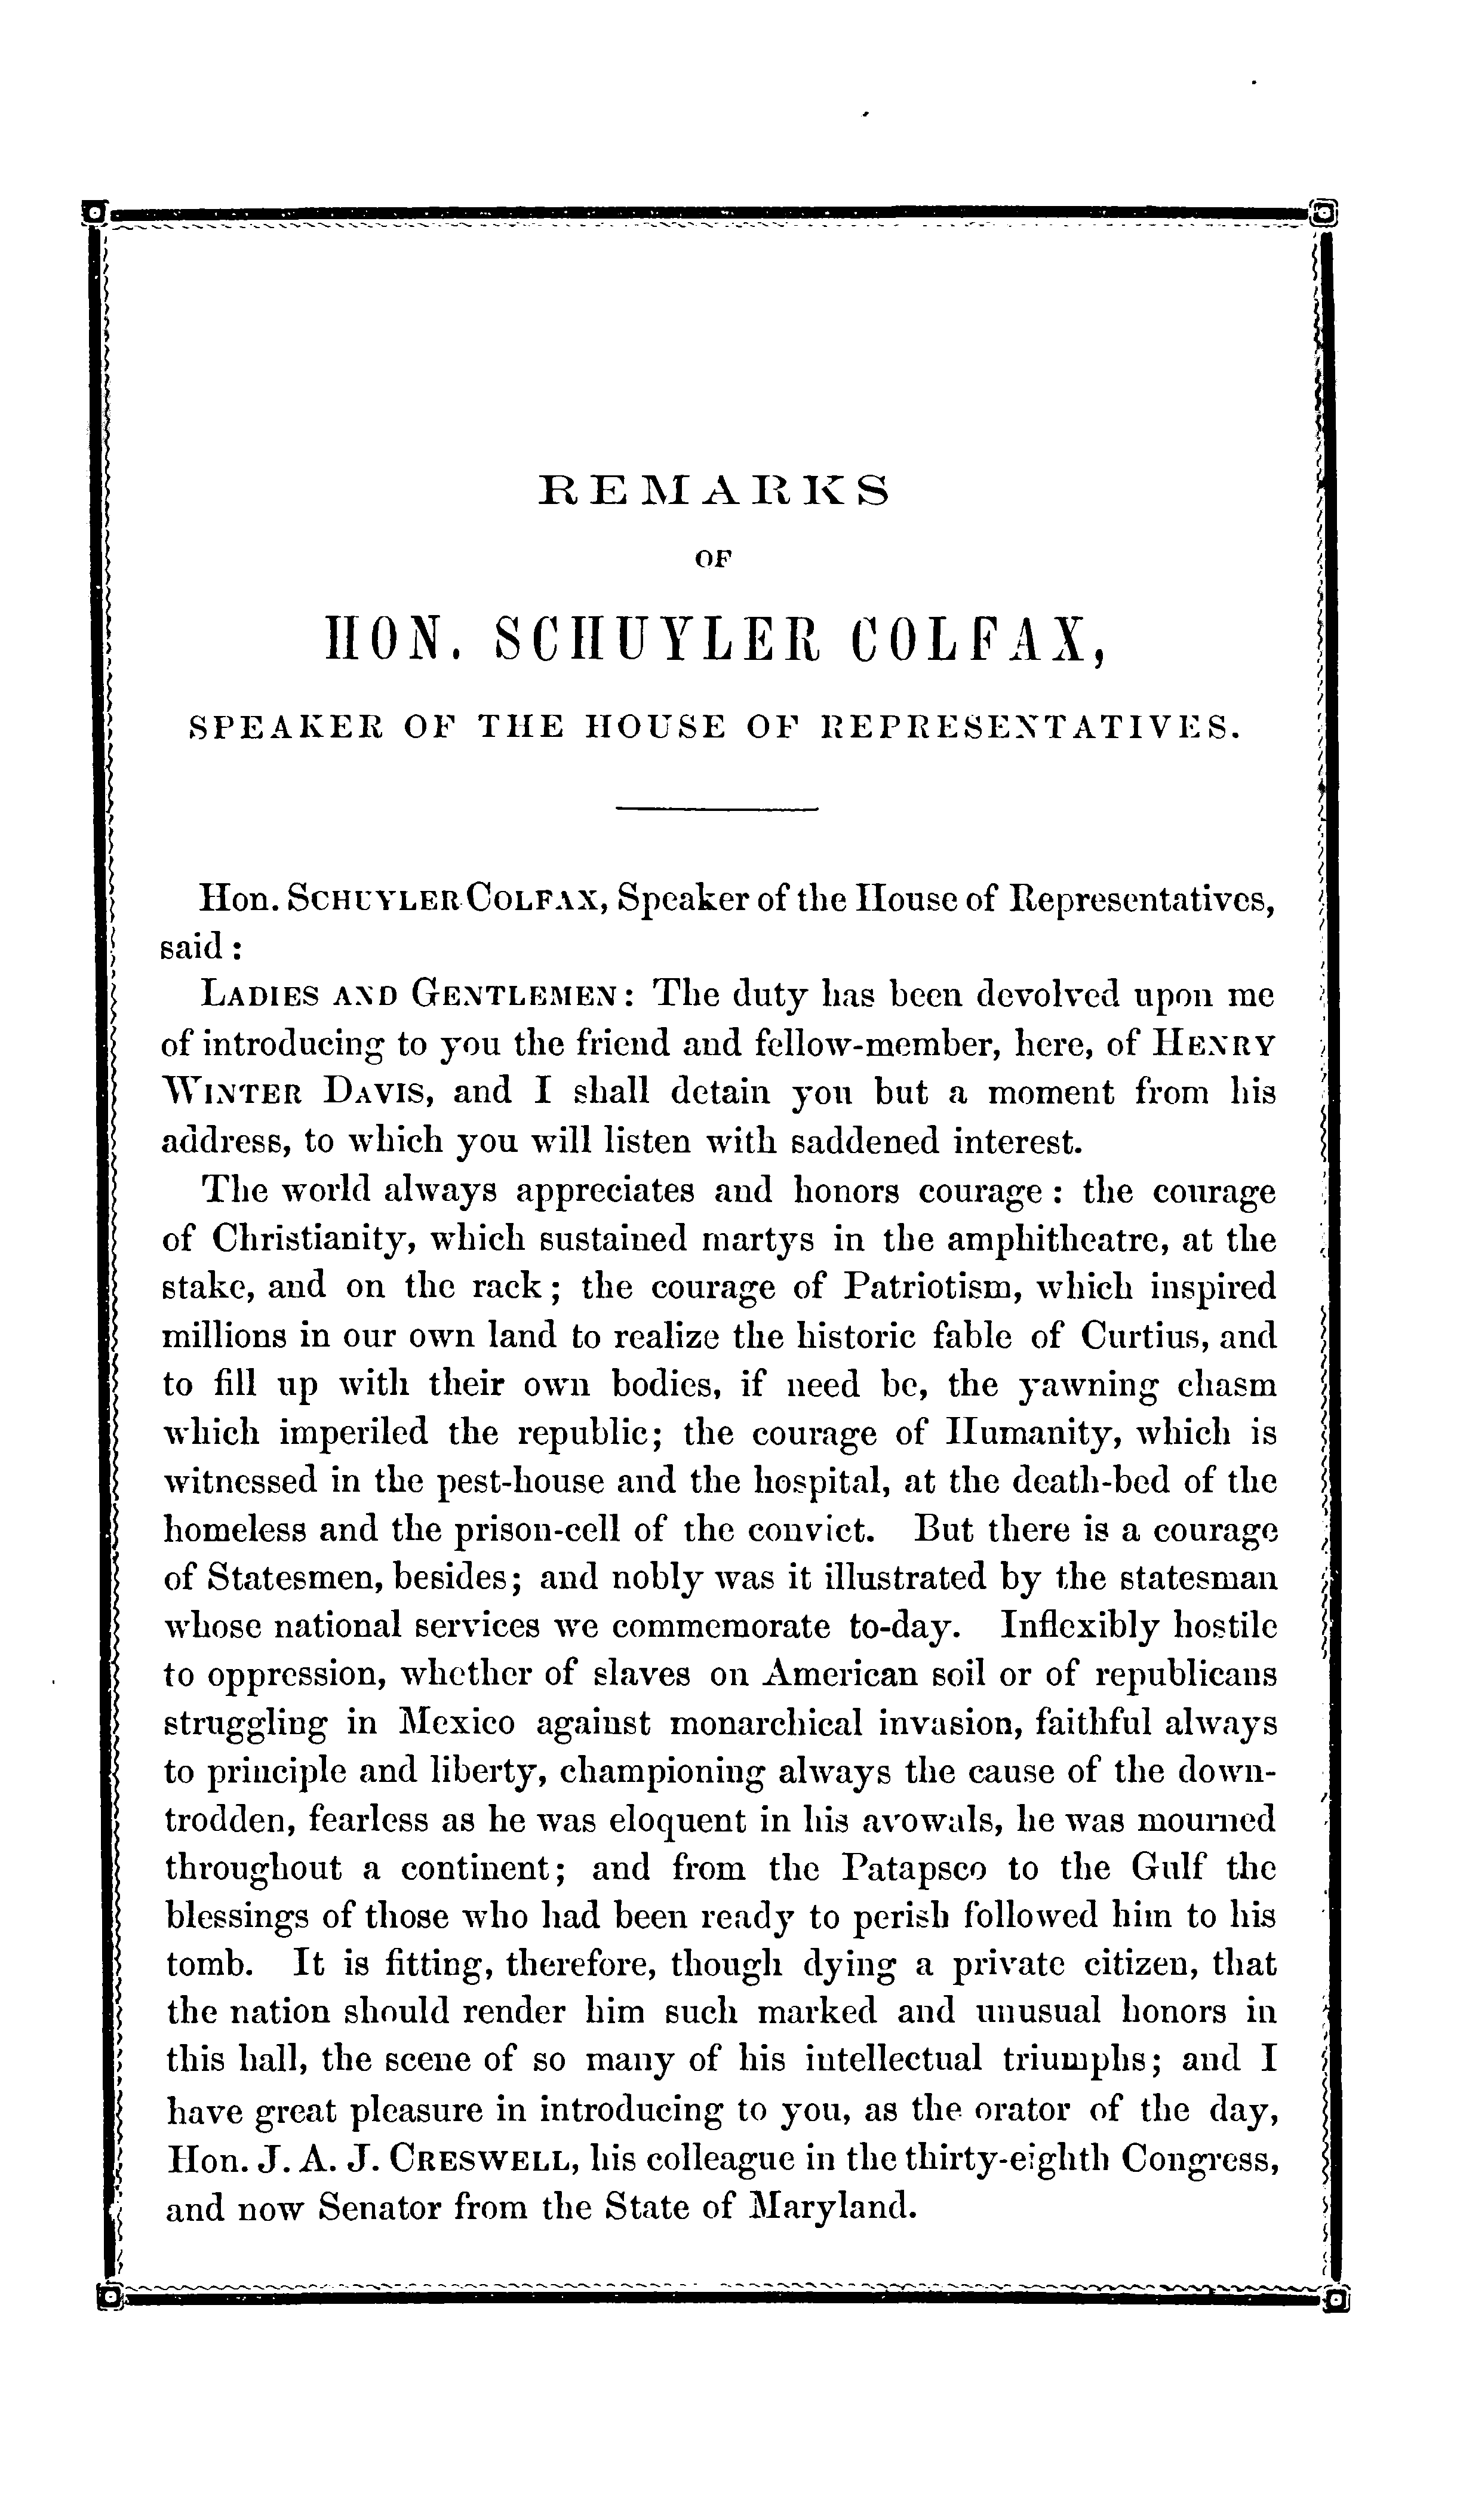 REMARKS
OF
HON. SCHUYLER COLFAX,
SPEAKER OF THE HOUSE OF REPRESENTATIVES.
Hon. SCHUYLER COLFAX, Speaker of the House of Representatives,
said:
LADIES AND GENTLEMEN: The duty has been devolved upon me
of introducing to you the friend and fellow-member, here, of HENRY
WINTER DAVIS, and I shall detain you but a moment from his
address, to which you will listen with saddened interest.
The world always appreciates and honors courage: the courage
of Christianity, which sustained martys in the amphitheatre, at the
stake, and on the rack; the courage of Patriotism, which inspired
millions in our own land to realize the historic fable of Curtius, and
to fill up with their own bodies, if need be, the yawning chasm
which imperiled the republic; the courage of Humanity, which is
witnessed in the pest-house and the hospital, at the death-bed of the
homeless and the prison-cell of the convict. But there is a courage
of Statesmen, besides; and nobly was it illustrated by the statesman
whose national services we commemorate to-day. Inflexibly hostile
to oppression, whether of slaves on American soil or of republicans
struggling in Mexico against monarchical invasion, faithful always
to principle and liberty, championing always the cause of the down-
trodden, fearless as he was eloquent in his avowals, he was mourned
throughout a continent; and from the Patapsco to the Gulf the
blessings of those who had been ready to perish followed him to his
tomb. It is fitting, therefore, though dying a private citizen, that
the nation should render him such marked and unusual honors in
this hall, the scene of so many of his intellectual triumphs; and I
have great pleasure in introducing to you, as the orator of the day,
Hon. J. A. J. CRESWELL, his colleague in the thirty-eighth Congress,
and now Senator from the State of Maryland.